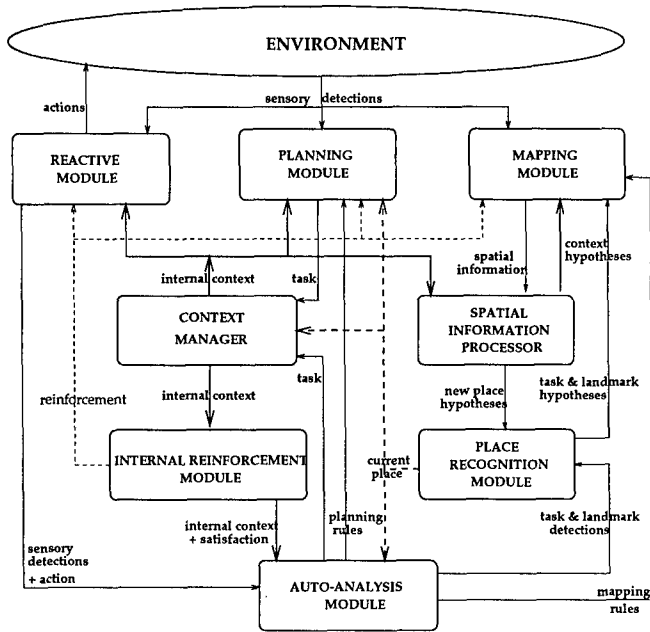 ENVIRONMENT
actions
sensory detections
REACTIVE
MODULE
PLANNING
MODULE
MAPPING
MODULE
internal context
task
spatial
information
context
hypotheses
CONTEXT
MANAGER
SPATIAL
INFORMATION
PROCESSOR
task
internal context
reinforcement
new place
hypotheses
task & landmark
hypotheses
INTERNAL REINFORCEMENT
MODULE
current
place
PLACE
RECOGNITION
MODULE
internal context
+ satisfaction
planning
rules
task & landmark
detections
sensory
detections
+ action
AUTO-ANALYSIS
MODULE
mapping
rules